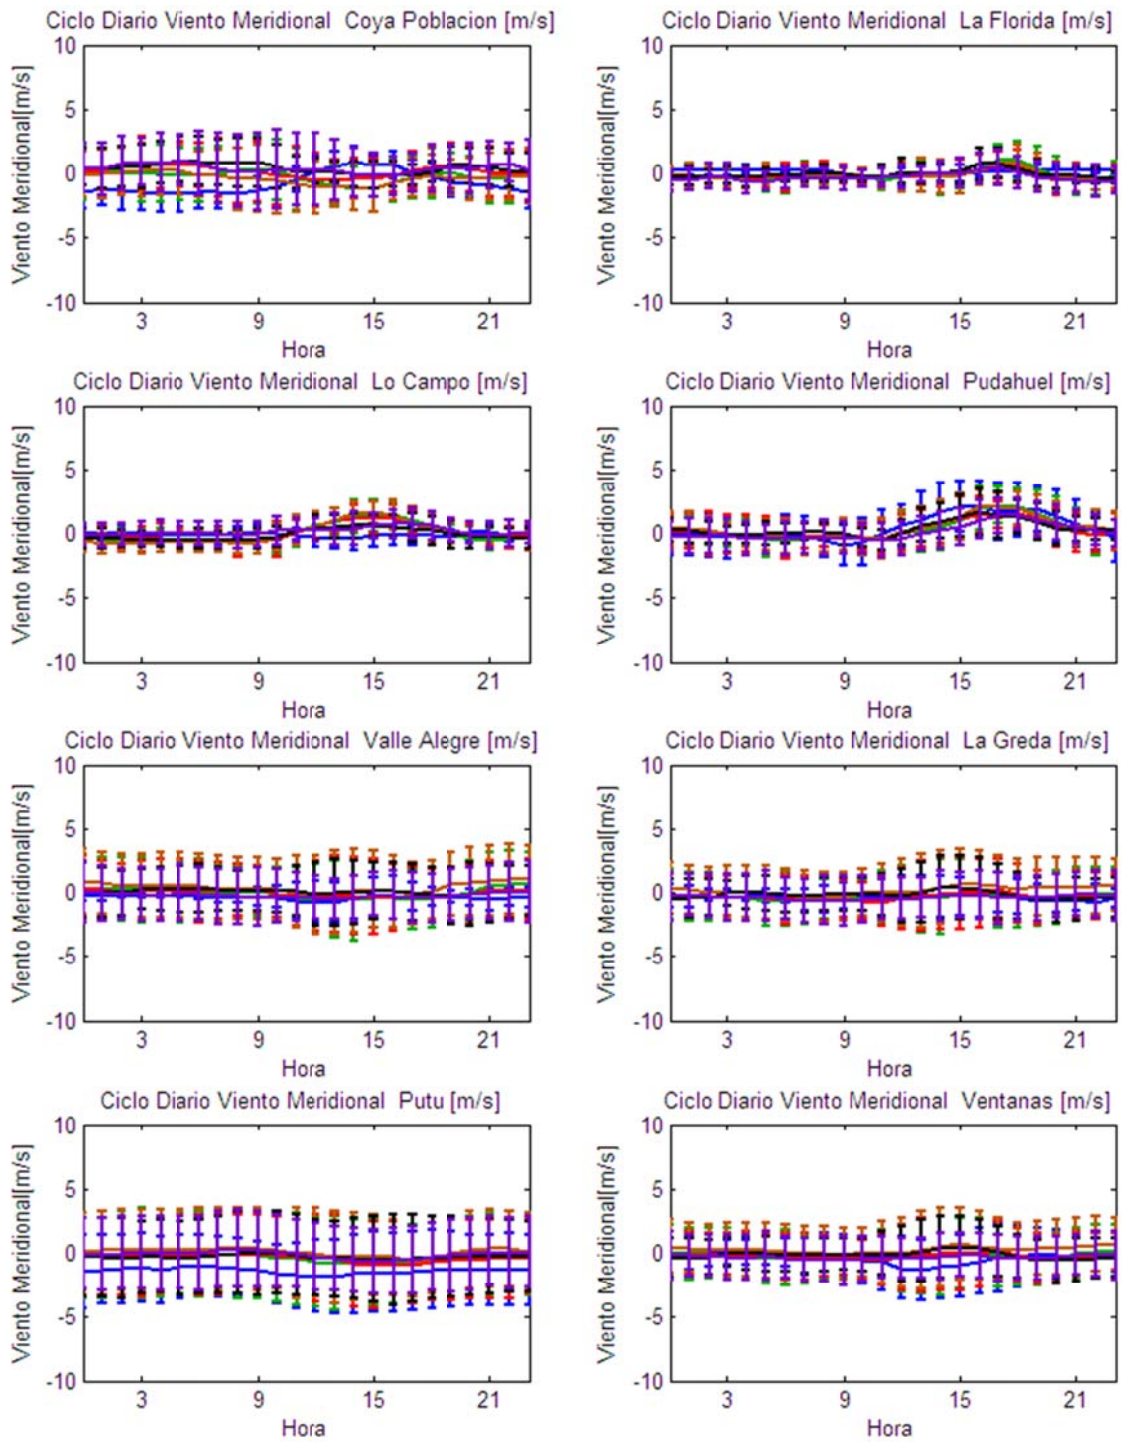 Ciclo Diario Viento Meridional Coya Poblacion [m/s]
10
5
0
-5
-10
Viento Meridional[m/s]
3 9 15 21
Hora
Ciclo Diario Viento Meridional La Florida [m/s]
10
5
0
-5
-10
Viento Meridional[m/s]
3 9 15 21
Hora
Ciclo Diario Viento Meridional Lo Campo [m/s]
10
5
0
-5
-10
Viento Meridional[m/s]
3 9 15 21
Hora
Ciclo Diario Viento Meridional Pudahuel [m/s]
10
5
0
-5
-10
Viento Meridional[m/s]
3 9 15 21
Hora
Ciclo Diario Viento Meridional Valle Alegre [m/s]
10
5
0
-5
-10
Viento Meridional[m/s]
3 9 15 21
Hora
Ciclo Diario Viento Meridional La Greda [m/s]
10
5
0
-5
-10
Viento Meridional[m/s]
3 9 15 21
Hora
Ciclo Diario Viento Meridional Putu [m/s]
10
5
0
-5
-10
Viento Meridional[m/s]
3 9 15 21
Hora
Ciclo Diario Viento Meridional Ventanas [m/s]
10
5
0
-5
-10
Viento Meridional[m/s]
3 9 15 21
Hora